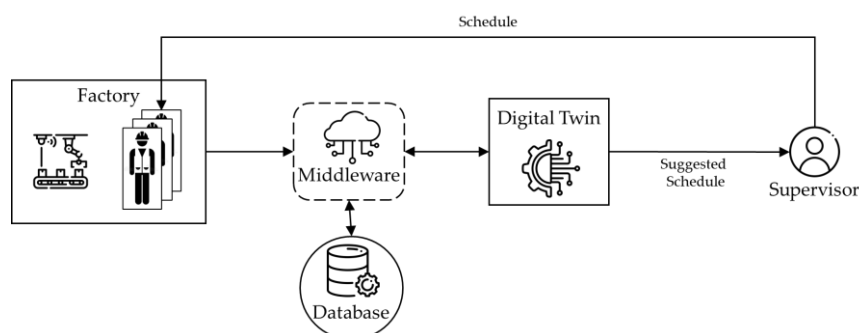 Schedule
Factory
Digital Twin
Middleware
Suggested
Schedule
Supervisor
Database